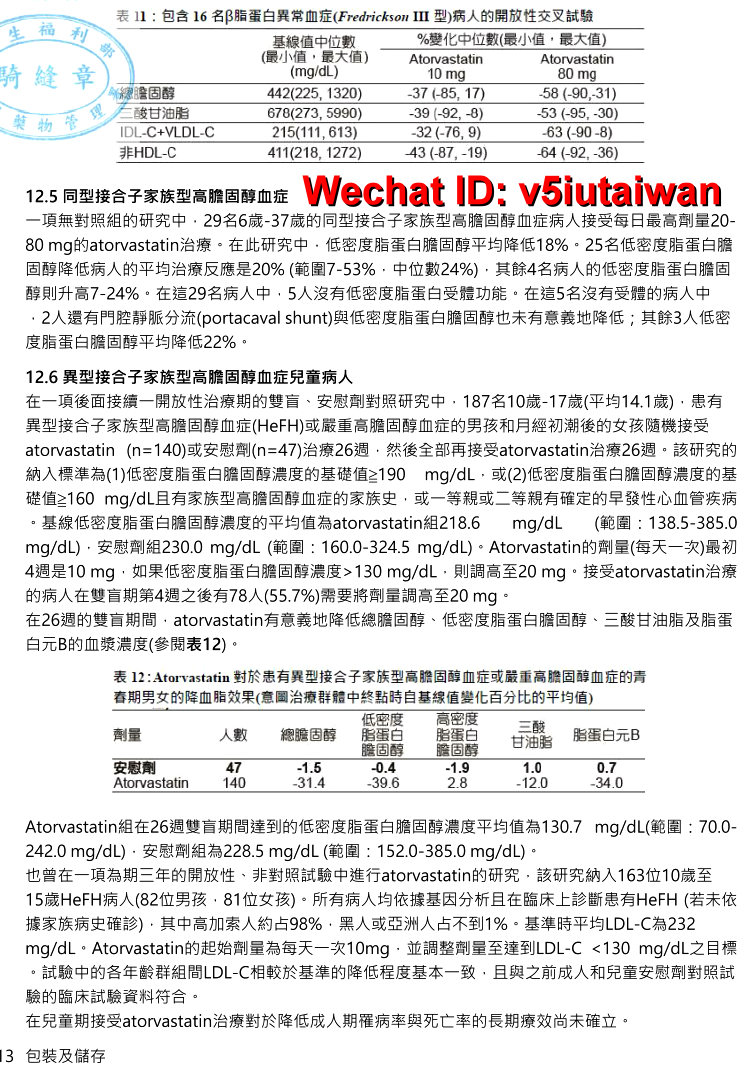 表 11：包含 16 名β脂蛋白異常血症(Fredrickson III 型)病人的開放性交叉試驗
基線值中位數
(最小值，最大值)
(mg/dL)
%變化中位數(最小值，最大值)
Atorvastatin
10 mg
Atorvastatin
80 mg
總膽固醇 442(225, 1320) -37 (-85, 17) -58 (-90,-31)
三酸甘油脂 678(273, 5990) -39 (-92, -8) -53 (-95, -30)
IDL-C+VLDL-C 215(111, 613) -32 (-76, 9) -63 (-90 -8)
非HDL-C 411(218, 1272) -43 (-87, -19) -64 (-92, -36)
生福利部
騎縫章
藥物管理
Wechat ID: v5iutaiwan
12.5 同型接合子家族型高膽固醇血症
一項無對照組的研究中，29名6歲-37歲的同型接合子家族型高膽固醇血症病人接受每日最高劑量20-
80 mg的atorvastatin治療。在此研究中，低密度脂蛋白膽固醇平均降低18%。25名低密度脂蛋白膽
固醇降低病人的平均治療反應是20% (範圍7-53%，中位數24%)，其餘4名病人的低密度脂蛋白膽固
醇則升高7-24%。在這29名病人中，5人沒有低密度脂蛋白受體功能。在這5名沒有受體的病人中
，2人還有門腔靜脈分流(portacaval shunt)與低密度脂蛋白膽固醇也未有意義地降低；其餘3人低密
度脂蛋白膽固醇平均降低22%。
12.6 異型接合子家族型高膽固醇血症兒童病人
在一項後面接續一開放性治療期的雙盲、安慰劑對照研究中，187名10歲-17歲(平均14.1歲)，患有
異型接合子家族型高膽固醇血症(HeFH)或嚴重高膽固醇血症的男孩和月經初潮後的女孩隨機接受
atorvastatin (n=140)或安慰劑(n=47)治療26週，然後全部再接受atorvastatin治療26週。該研究的
納入標準為(1)低密度脂蛋白膽固醇濃度的基礎值≧190 mg/dL，或(2)低密度脂蛋白膽固醇濃度的基
礎值≧160 mg/dL且有家族型高膽固醇血症的家族史，或一等親或二等親有確定的早發性心血管疾病
。基線低密度脂蛋白膽固醇濃度的平均值為atorvastatin組218.6 mg/dL (範圍：138.5-385.0
mg/dL)，安慰劑組230.0 mg/dL (範圍：160.0-324.5 mg/dL)。Atorvastatin的劑量(每天一次)最初
4週是10 mg，如果低密度脂蛋白膽固醇濃度>130 mg/dL，則調高至20 mg。接受atorvastatin治療
的病人在雙盲期第4週之後有78人(55.7%)需要將劑量調高至20 mg。
在26週的雙盲期間，atorvastatin有意義地降低總膽固醇、低密度脂蛋白膽固醇、三酸甘油脂及脂蛋
白元B的血漿濃度(參閱表12)。
表 12：Atorvastatin 對於患有異型接合子家族型高膽固醇血症或嚴重高膽固醇血症的青
春期男女的降血脂效果(意圖治療群體中終點時自基線值變化百分比的平均值)
劑量 人數 總膽固醇 低密度脂蛋白膽固醇 高密度脂蛋白膽固醇 三酸甘油脂 脂蛋白元B
安慰劑 47 -1.5 -0.4 -1.9 1.0 0.7
Atorvastatin 140 -31.4 -39.6 2.8 -12.0 -34.0
Atorvastatin組在26週雙盲期間達到的低密度脂蛋白膽固醇濃度平均值為130.7 mg/dL(範圍：70.0-
242.0 mg/dL)，安慰劑組為228.5 mg/dL (範圍：152.0-385.0 mg/dL)。
也曾在一項為期三年的開放性、非對照試驗中進行atorvastatin的研究，該研究納入163位10歲至
15歲HeFH病人(82位男孩，81位女孩)。所有病人均依據基因分析且在臨床上診斷患有HeFH (若未依
據家族病史確診)，其中高加索人約占98%，黑人或亞洲人占不到1%。基準時平均LDL-C為232
mg/dL。Atorvastatin的起始劑量為每天一次10mg，並調整劑量至達到LDL-C <130 mg/dL之目標
。試驗中的各年齡群組間LDL-C相較於基準的降低程度基本一致，且與之前成人和兒童安慰劑對照試
驗的臨床試驗資料符合。
在兒童期接受atorvastatin治療對於降低成人期罹病率與死亡率的長期療效尚未確立。
13 包裝及儲存